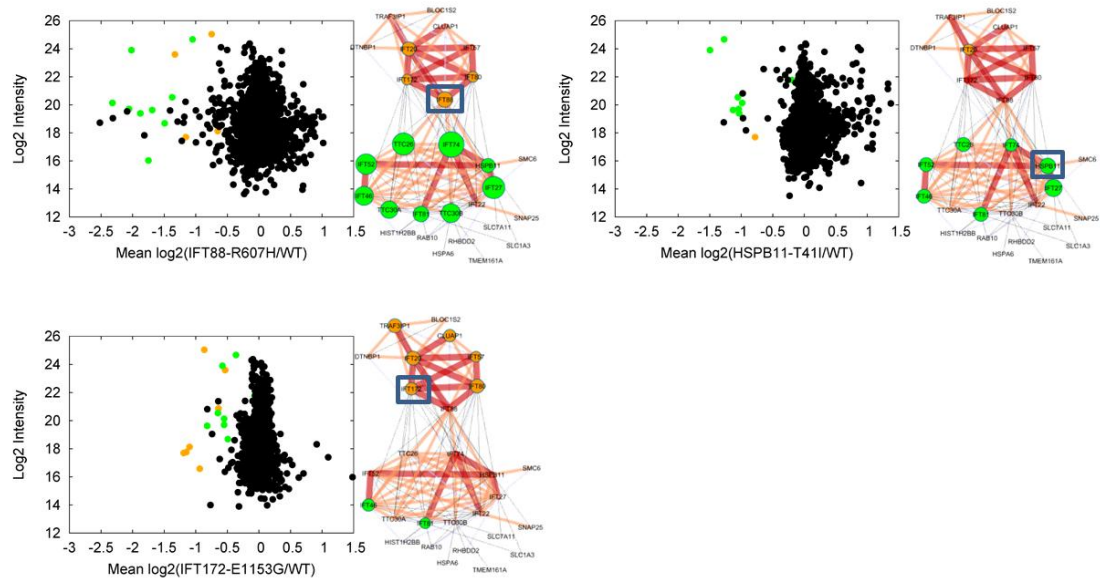 26
24
22
20
18
16
14
12
Log2 Intensity
-3 -2.5 -2 -1.5 -1 -0.5 0 0.5 1 1.5
Mean log2(IFT88-R607H/WT)
BLOC1S2
TRAF3IP1
CLUAP1
DTNBP1
IFT20
IFT57
IFT172
IFT80
IFT88
TTC26
IFT74
IFT52
HSPB11
SMC6
IFT46
IFT27
TTC30A
IFT81
TTC30B
IFT22
SNAP25
HIST1H2BB
RAB10
RHBDD2
SLC7A11
HSPA6
SLC1A3
TMEM161A
26
24
22
20
18
16
14
12
Log2 Intensity
-3 -2.5 -2 -1.5 -1 -0.5 0 0.5 1 1.5
Mean log2(HSPB11-T41I/WT)
BLOC1S2
TRAF3IP1
CLUAP1
DTNBP1
IFT20
IFT57
IFT172
IFT80
IFT88
TTC26
IFT74
IFT52
HSPB11
SMC6
IFT46
IFT27
TTC30A
IFT81
TTC30B
IFT22
SNAP25
HIST1H2BB
RAB10
RHBDD2
SLC7A11
HSPA6
SLC1A3
TMEM161A
26
24
22
20
18
16
14
12
Log2 Intensity
-3 -2.5 -2 -1.5 -1 -0.5 0 0.5 1 1.5
Mean log2(IFT172-E1153G/WT)
BLOC1S2
TRAF3IP1
CLUAP1
DTNBP1
IFT20
IFT57
IFT172
IFT80
IFT88
TTC26
IFT74
IFT52
HSPB11
SMC6
IFT46
IFT27
TTC30A
IFT81
TTC30B
IFT22
SNAP25
HIST1H2BB
RAB10
RHBDD2
SLC7A11
HSPA6
SLC1A3
TMEM161A